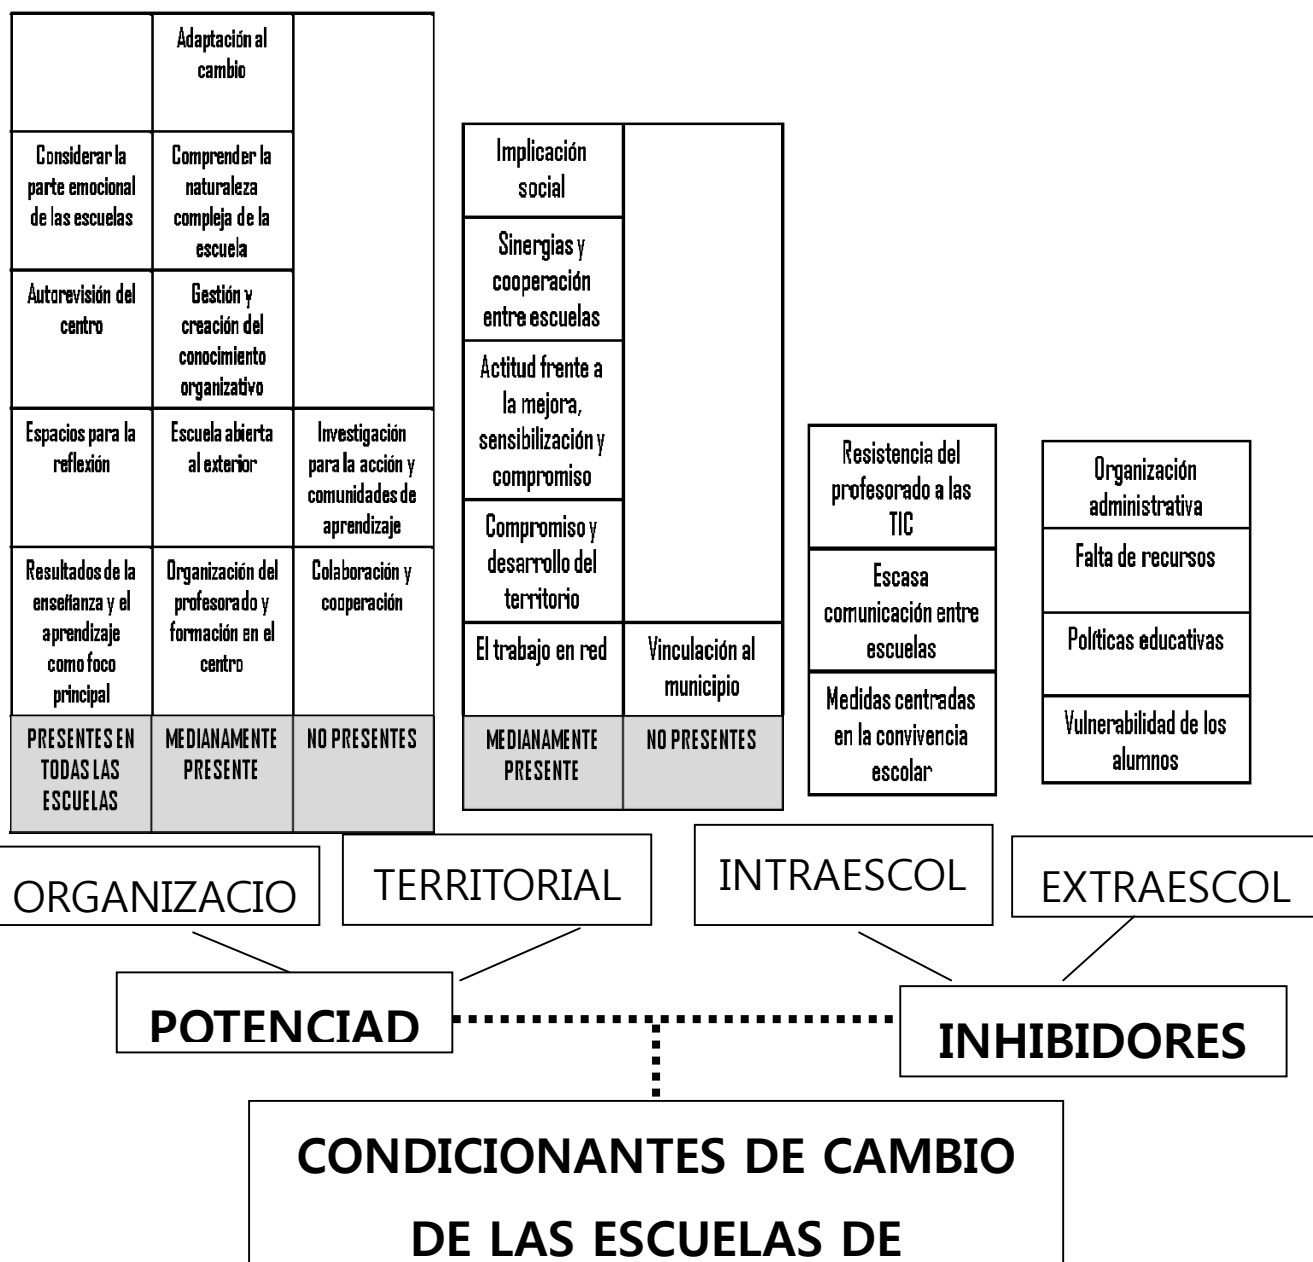 Adaptación al
cambio
Considerar la
parte emocional
de las escuelas
Comprender la
naturaleza
compleja de la
escuela
Autorevisión del
centro
Gestión y
creación del
conocimiento
organizativo
Espacios para la
reflexión
Escuela abierta
al exterior
Investigación
para la acción y
comunidades de
aprendizaje
Resultados de la
enseñanza y el
aprendizaje
como foco
principal
Organización del
profesorado y
formación en el
centro
Colaboración y
cooperación
PRESENTES EN
TODAS LAS
ESCUELAS
MEDIANAMENTE
PRESENTE
NO PRESENTES
Implicación
social
Sinergias y
cooperación
entre escuelas
Actitud frente a
la mejora,
sensibilización y
compromiso
Compromiso y
desarrollo del
territorio
El trabajo en red
Vinculación al
municipio
MEDIANAMENTE
PRESENTE
NO PRESENTES
Resistencia del
profesorado a las
TIC
Escasa
comunicación entre
escuelas
Medidas centradas
en la convivencia
escolar
Organización
administrativa
Falta de recursos
Políticas educativas
Vulnerabilidad de los
alumnos
ORGANIZACIO
TERRITORIAL
INTRAESCOL
EXTRAESCOL
POTENCIAD
INHIBIDORES
CONDICIONANTES DE CAMBIO
DE LAS ESCUELAS DE